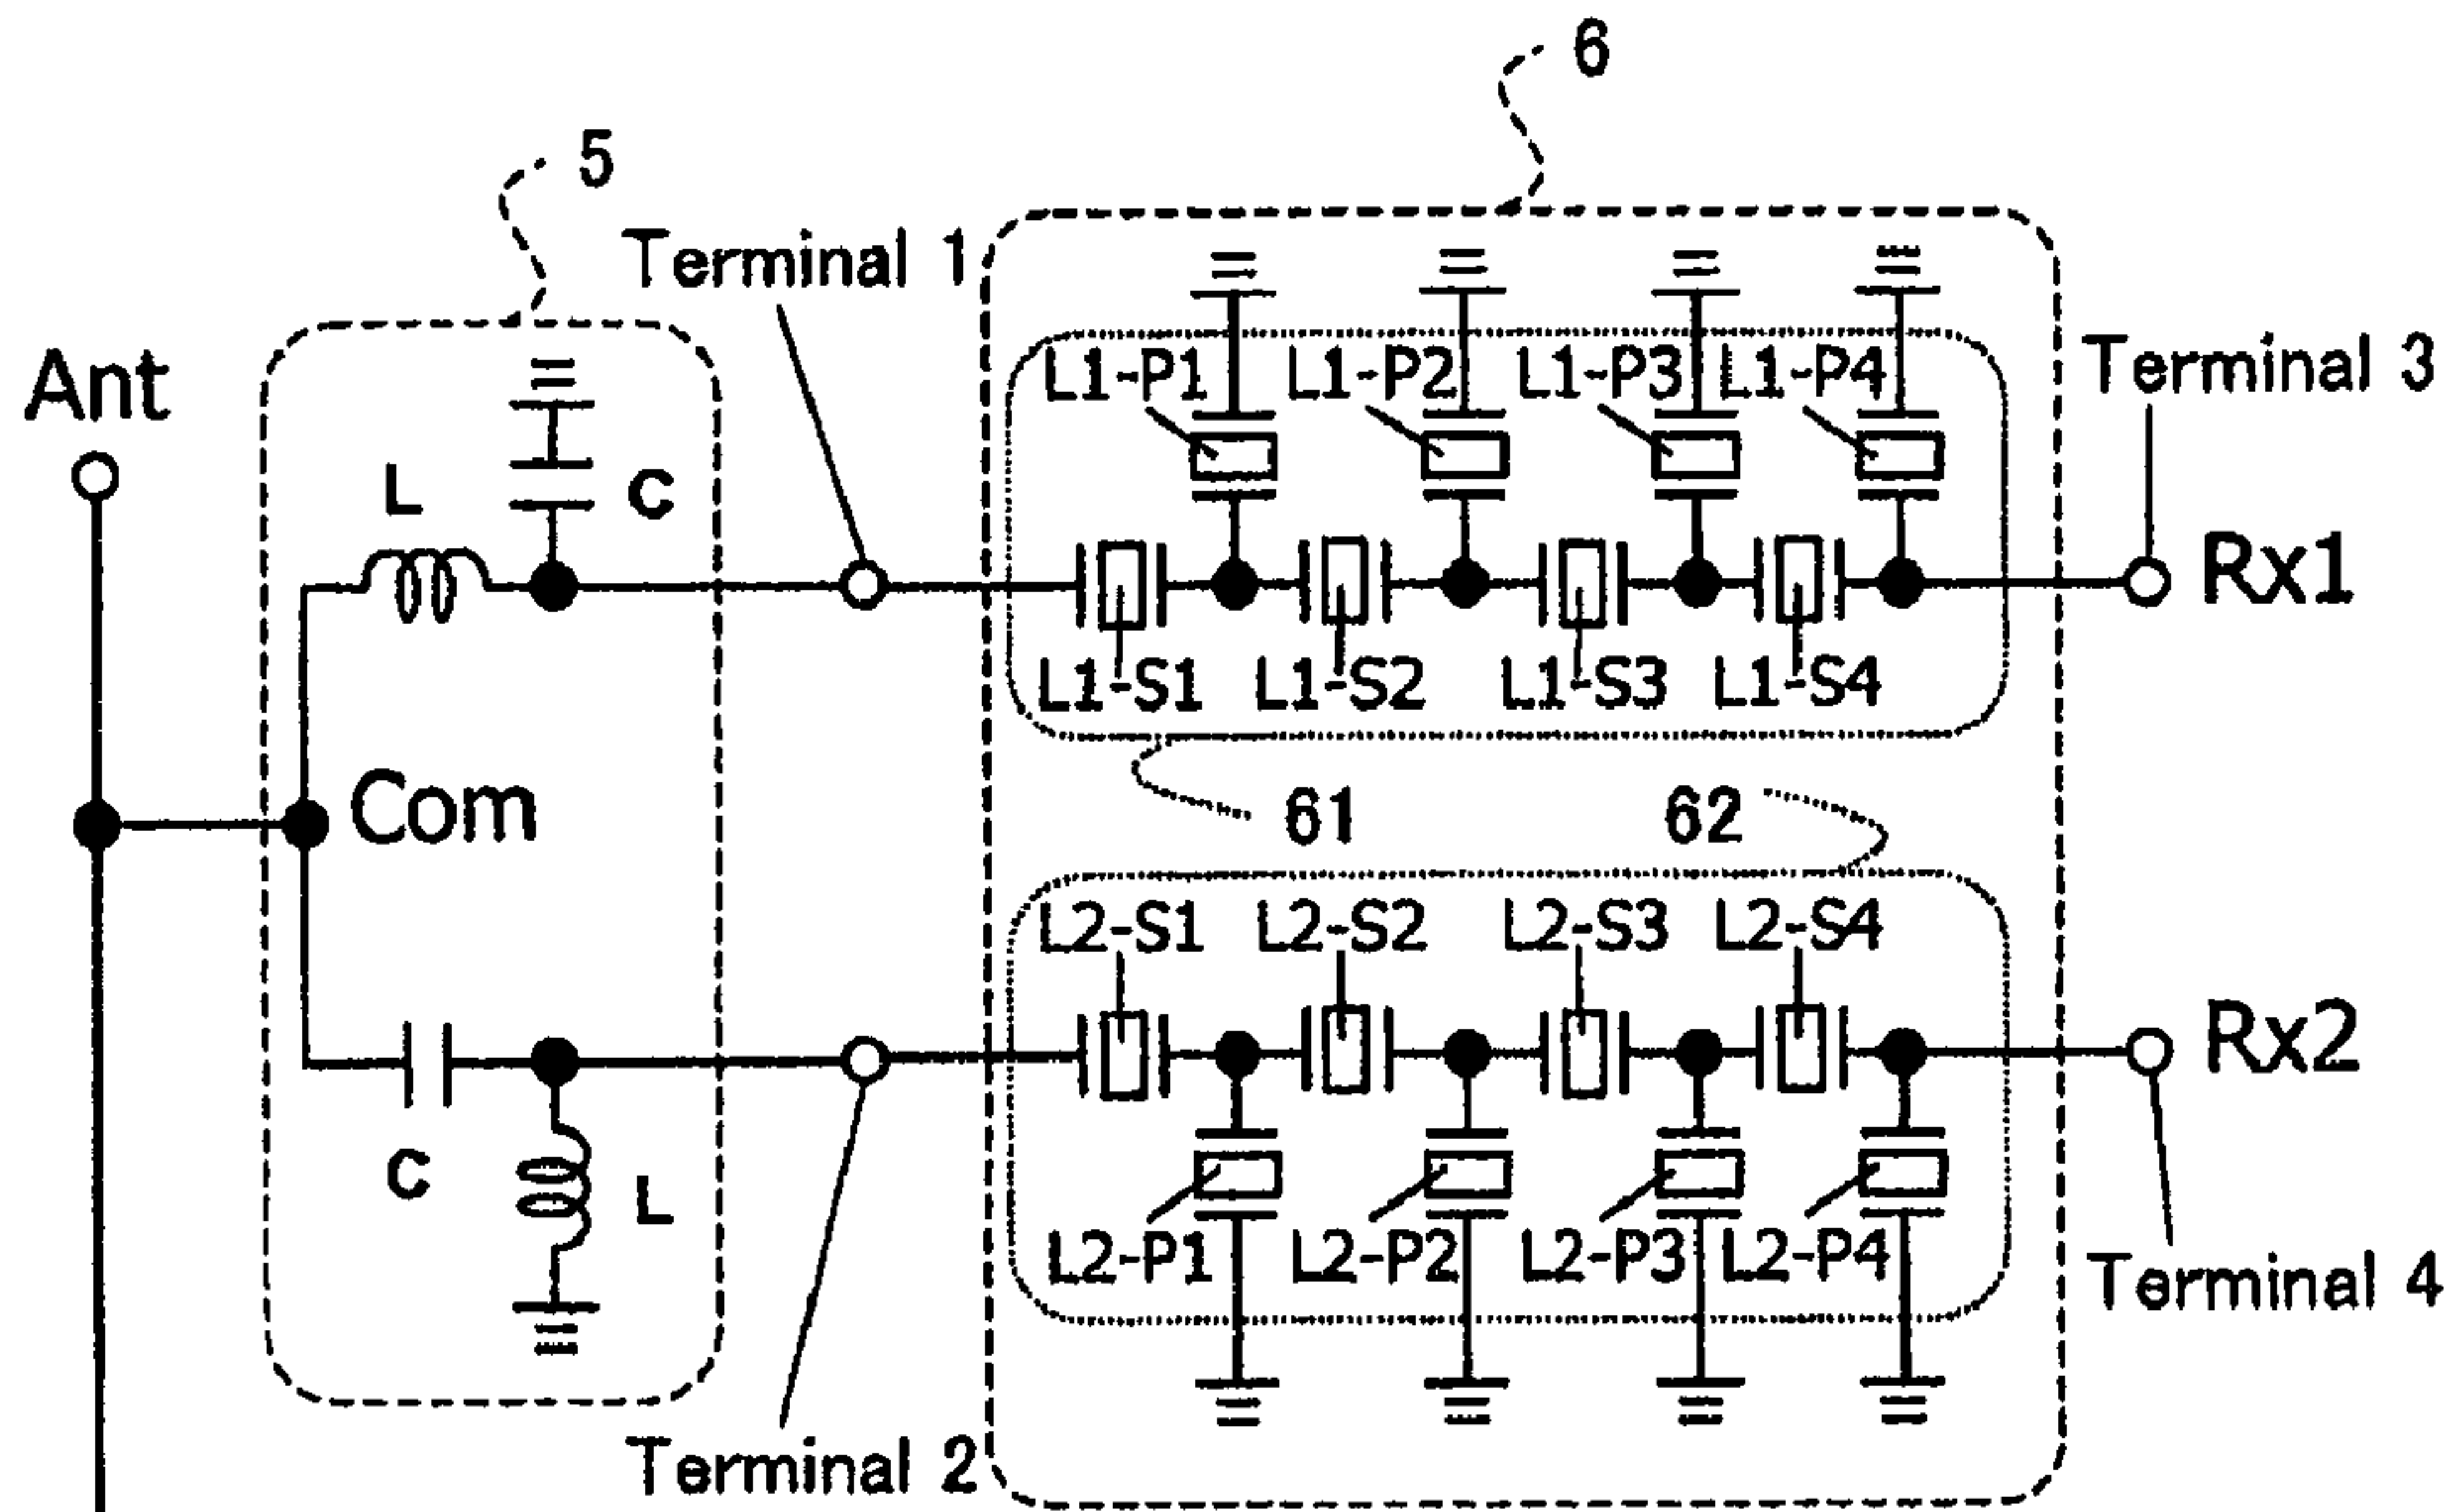 6
5
Terminal 1
Ant
L1-P1 L1-P2 L1-P3 L1-P4
Terminal 3
L
C
Rx1
L1-S1 L1-S2 L1-S3 L1-S4
Com
61
62
L2-S1 L2-S2 L2-S3 L2-S4
Rx2
C
L
L2-P1 L2-P2 L2-P3 L2-P4
Terminal 4
Terminal 2